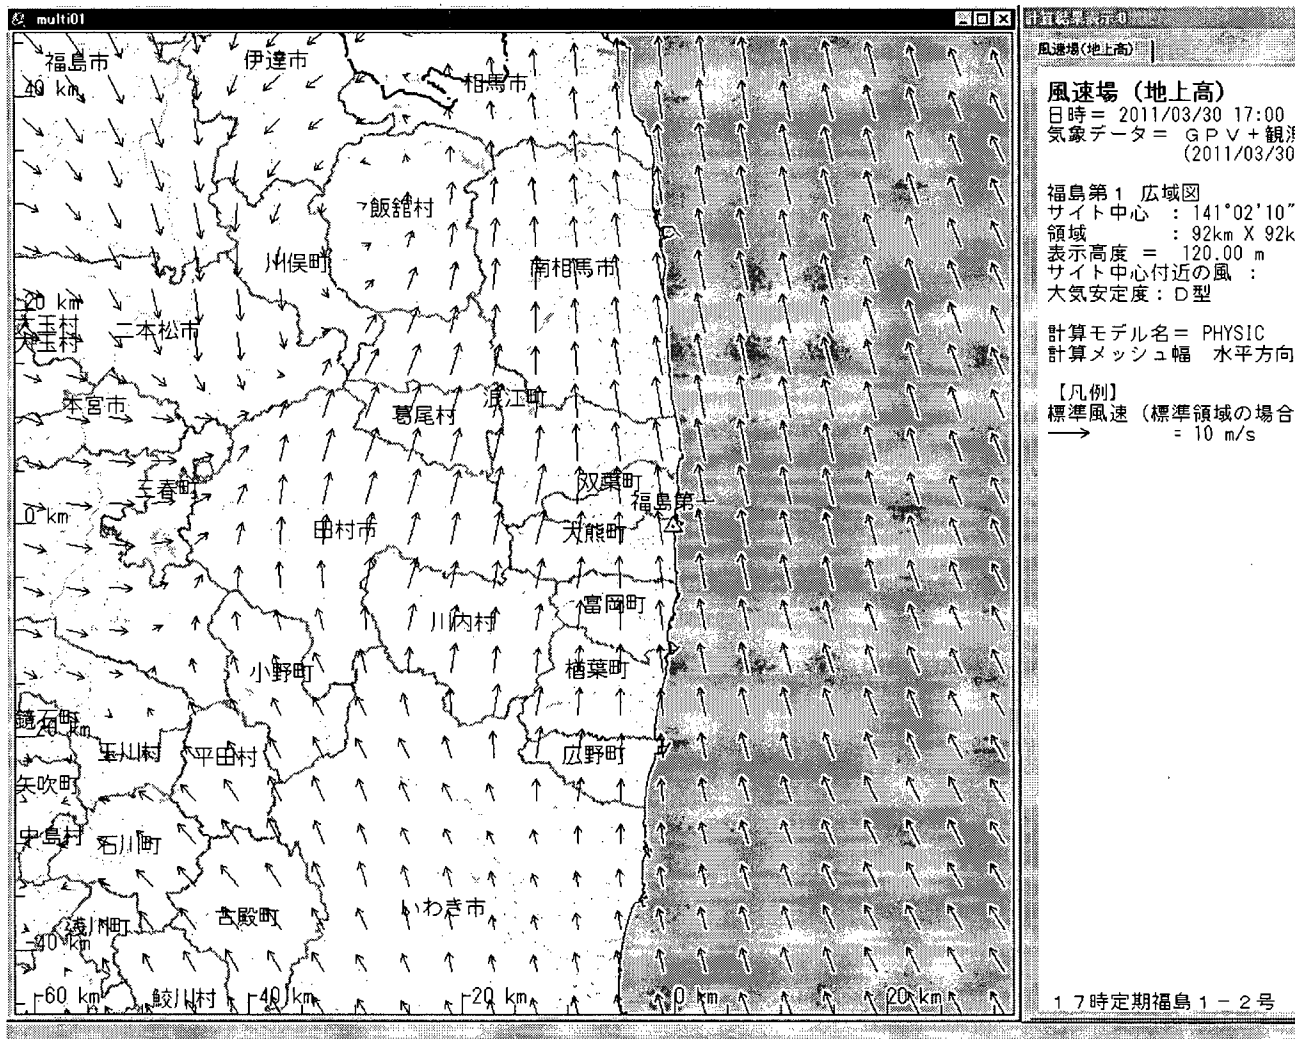 multi01
計算結果表示:0
風速場(地上高)
風速場（地上高）
日時＝ 2011/03/30 17:00
気象データ＝ ＧＰＶ＋観測
(2011/03/30
福島第１ 広域図
サイト中心 : 141°02'10"
領域 : 92km X 92k
表示高度 ＝ 120.00 m
サイト中心付近の風 :
大気安定度: Ｄ型
計算モデル名＝ PHYSIC
計算メッシュ幅 水平方向
【凡例】
標準風速（標準領域の場合
= 10 m/s
１７時定期福島１－２号
福島市
伊達市
相馬市
40 km
飯舘村
川俣町
南相馬市
20 km
大玉村
大玉村
二本松市
本宮市
葛尾村
浪江町
三春町
双葉町
福島第一
0 km
田村市
大熊町
富岡町
川内村
小野町
楢葉町
鏡石町
-20 km
玉川村
平田村
広野町
矢吹町
中島村
石川町
浅川町
古殿町
いわき市
-40 km
-60 km
鮫川村
-40 km
-20 km
0 km
20 km